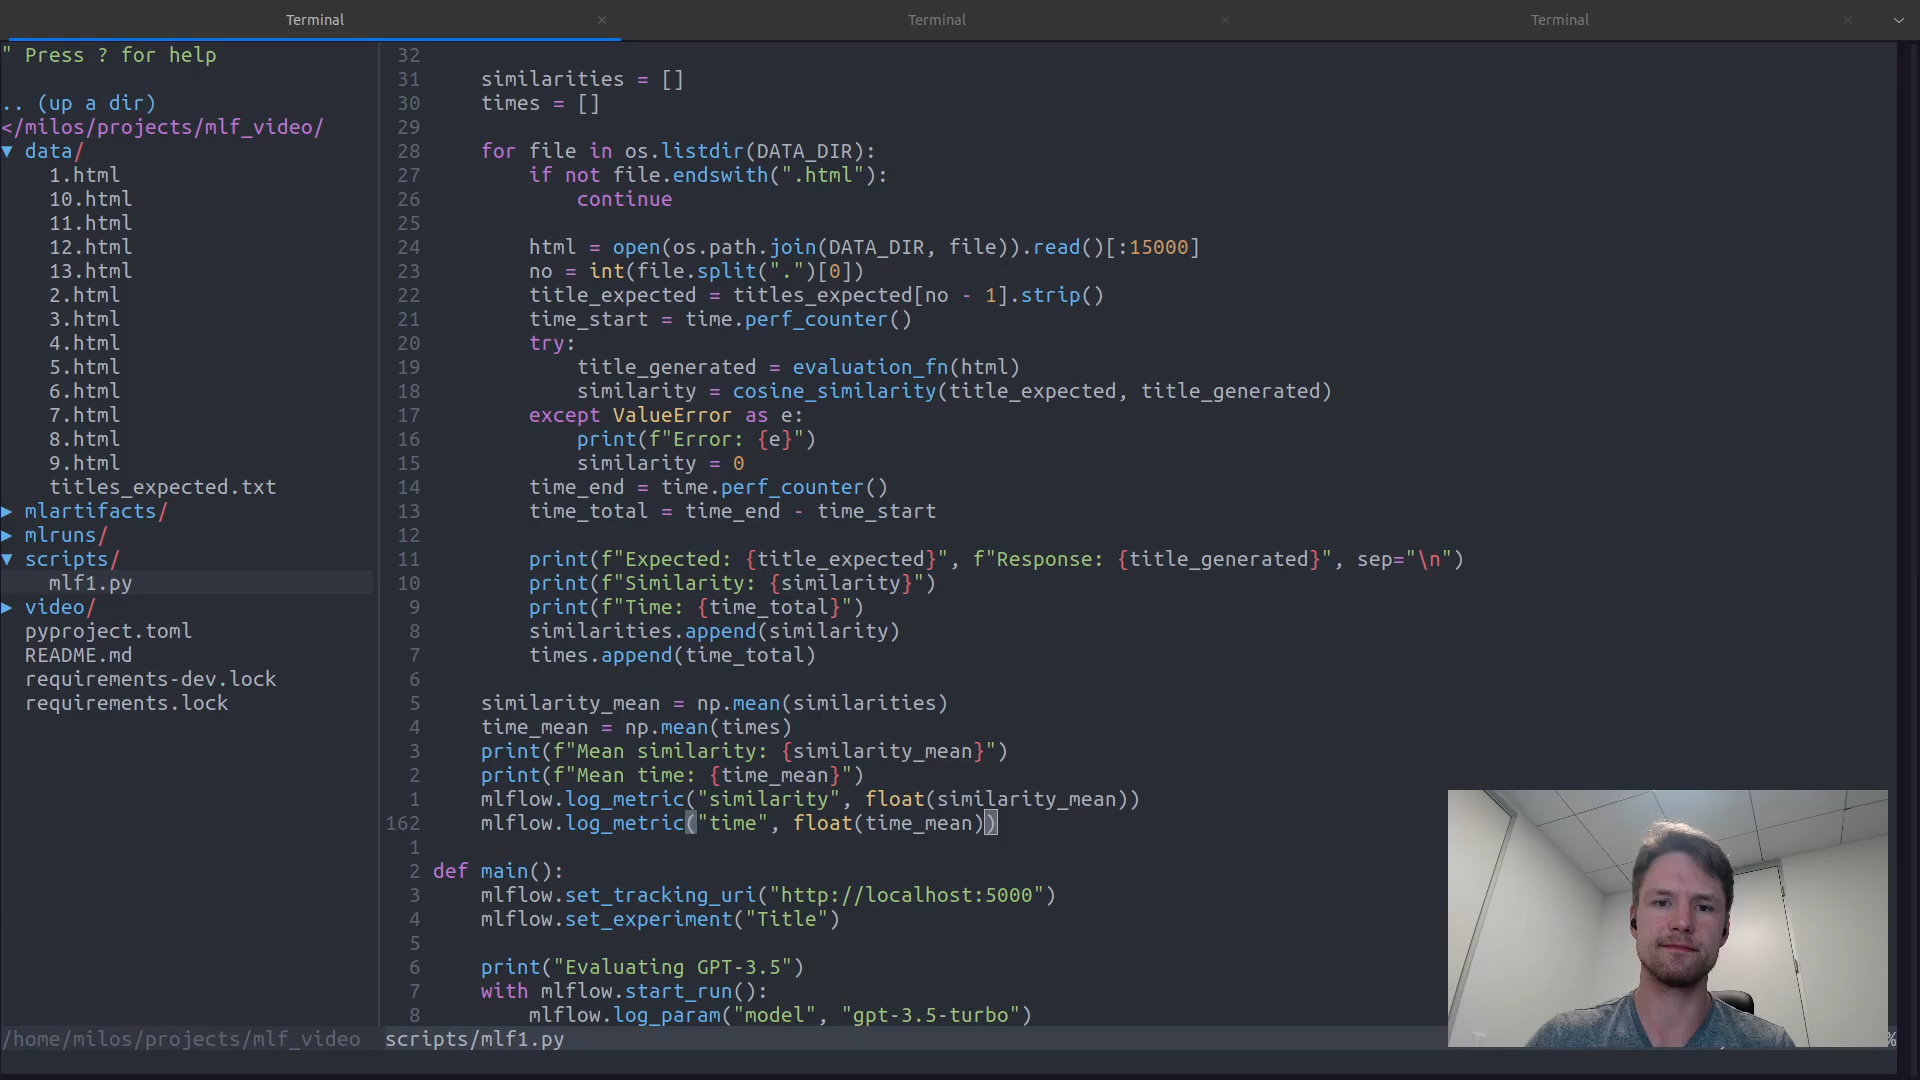 Terminal × Terminal × Terminal ×
" Press ? for help
.. (up a dir)
</milos/projects/mlf_video/
▼ data/
1.html
10.html
11.html
12.html
13.html
2.html
3.html
4.html
5.html
6.html
7.html
8.html
9.html
titles_expected.txt
▶ mlartifacts/
▶ mlruns/
▼ scripts/
mlf1.py
▶ video/
pyproject.toml
README.md
requirements-dev.lock
requirements.lock
32
31 similarities = []
30 times = []
29
28 for file in os.listdir(DATA_DIR):
27 if not file.endswith(".html"):
26 continue
25
24 html = open(os.path.join(DATA_DIR, file)).read()[:15000]
23 no = int(file.split(".")[0])
22 title_expected = titles_expected[no - 1].strip()
21 time_start = time.perf_counter()
20 try:
19 title_generated = evaluation_fn(html)
18 similarity = cosine_similarity(title_expected, title_generated)
17 except ValueError as e:
16 print(f"Error: {e}")
15 similarity = 0
14 time_end = time.perf_counter()
13 time_total = time_end - time_start
12
11 print(f"Expected: {title_expected}", f"Response: {title_generated}", sep="\n")
10 print(f"Similarity: {similarity}")
9 print(f"Time: {time_total}")
8 similarities.append(similarity)
7 times.append(time_total)
6
5 similarity_mean = np.mean(similarities)
4 time_mean = np.mean(times)
3 print(f"Mean similarity: {similarity_mean}")
2 print(f"Mean time: {time_mean}")
1 mlflow.log_metric("similarity", float(similarity_mean))
162 mlflow.log_metric("time", float(time_mean))
1
2 def main():
3 mlflow.set_tracking_uri("http://localhost:5000")
4 mlflow.set_experiment("Title")
5
6 print("Evaluating GPT-3.5")
7 with mlflow.start_run():
8 mlflow.log_param("model", "gpt-3.5-turbo")
/home/milos/projects/mlf_video scripts/mlf1.py %